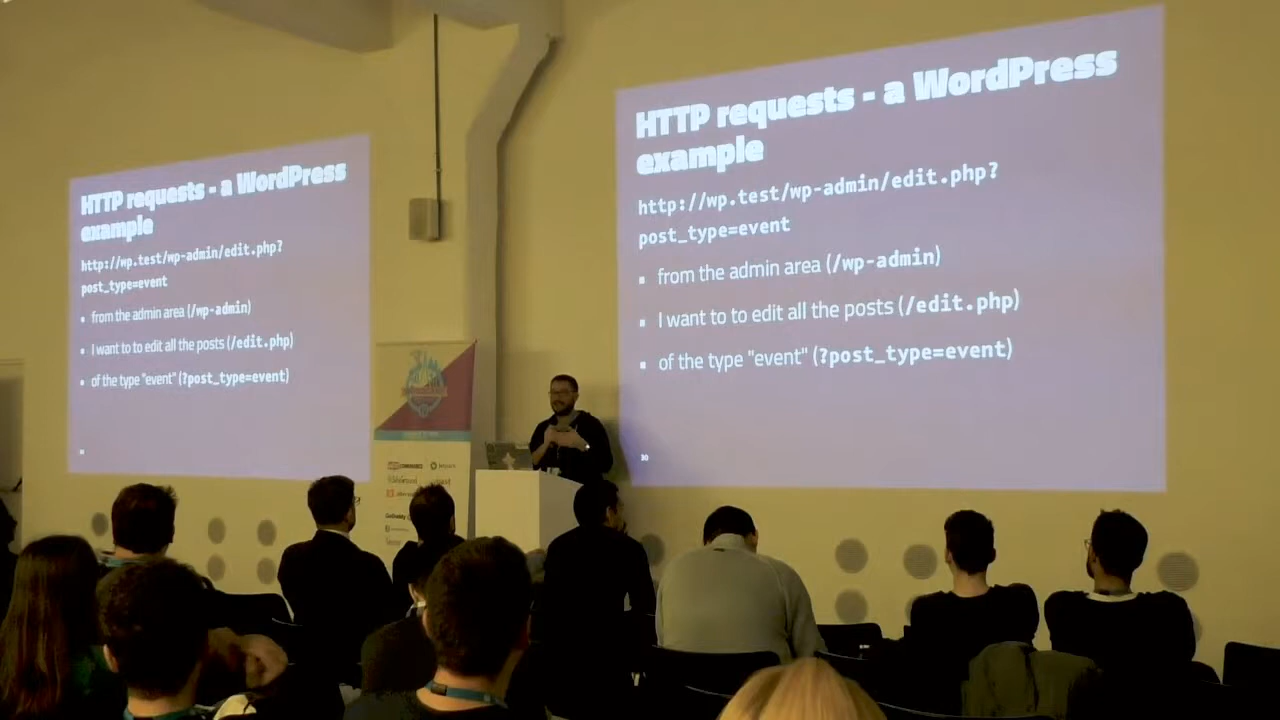 HTTP requests - a WordPress
example
http://wp.test/wp-admin/edit.php?
post_type=event
from the admin area (/wp-admin)
I want to to edit all the posts (/edit.php)
of the type "event" (?post_type=event)
HTTP requests - a WordPress
example
http://wp.test/wp-admin/edit.php?
post_type=event
from the admin area (/wp-admin)
I want to to edit all the posts (/edit.php)
of the type "event" (?post_type=event)
30
GoDaddy